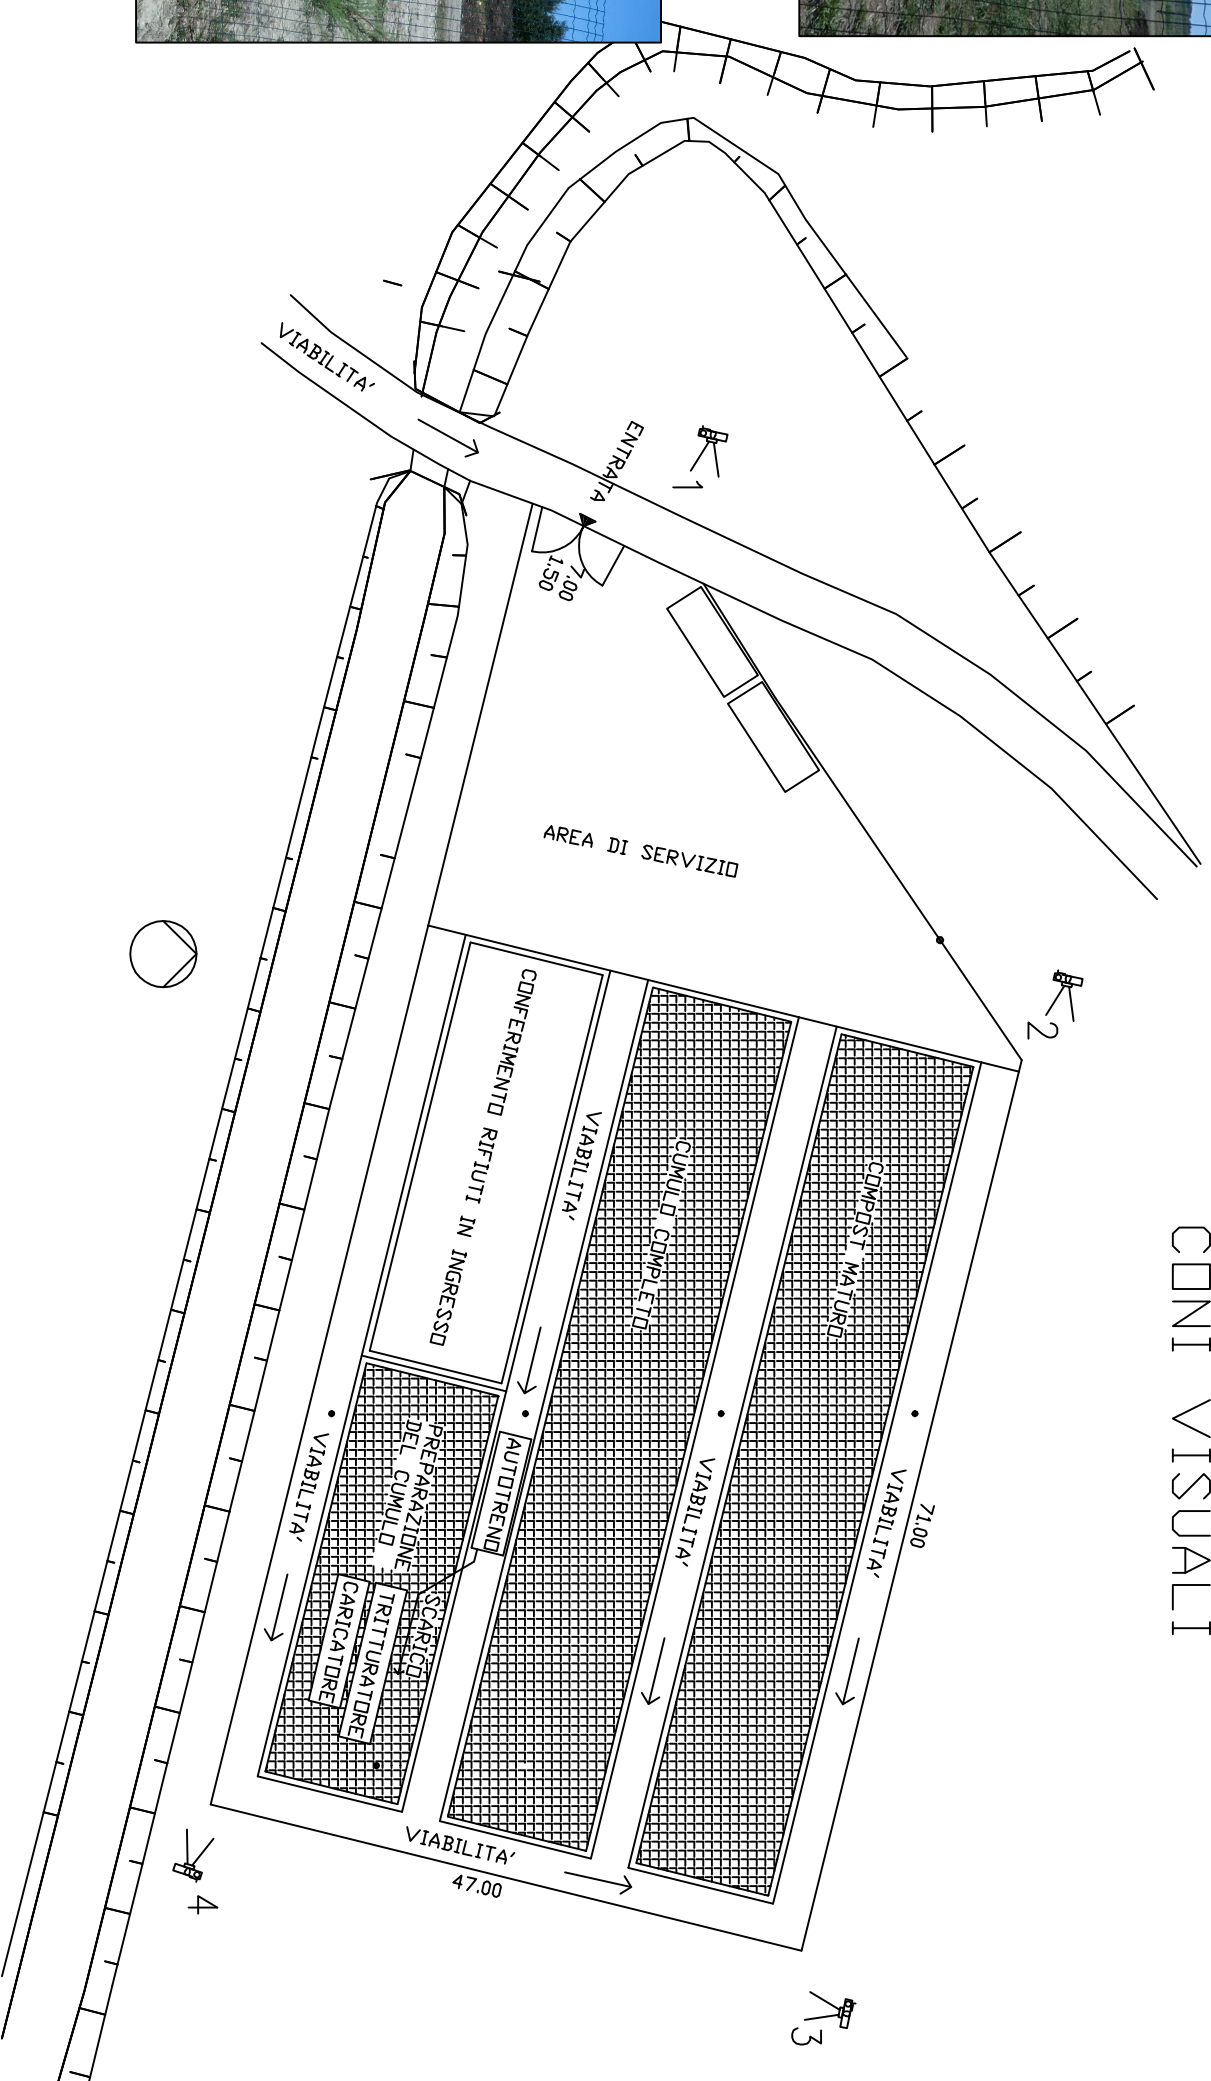 CONI VISUALI
VIABILITA'
ENTRATA
1
7.00
1.50
AREA DI SERVIZIO
2
CONFERIMENTO RIFIUTI IN INGRESSO
VIABILITA'
CUMULO COMPLETO
COMPOST MATURO
VIABILITA'
PREPARAZIONE
DEL CUMULO
AUTOTRENO
SCARICO
TRITTURATORE
CARICATORE
VIABILITA'
VIABILITA'
71.00
VIABILITA'
47.00
4
3